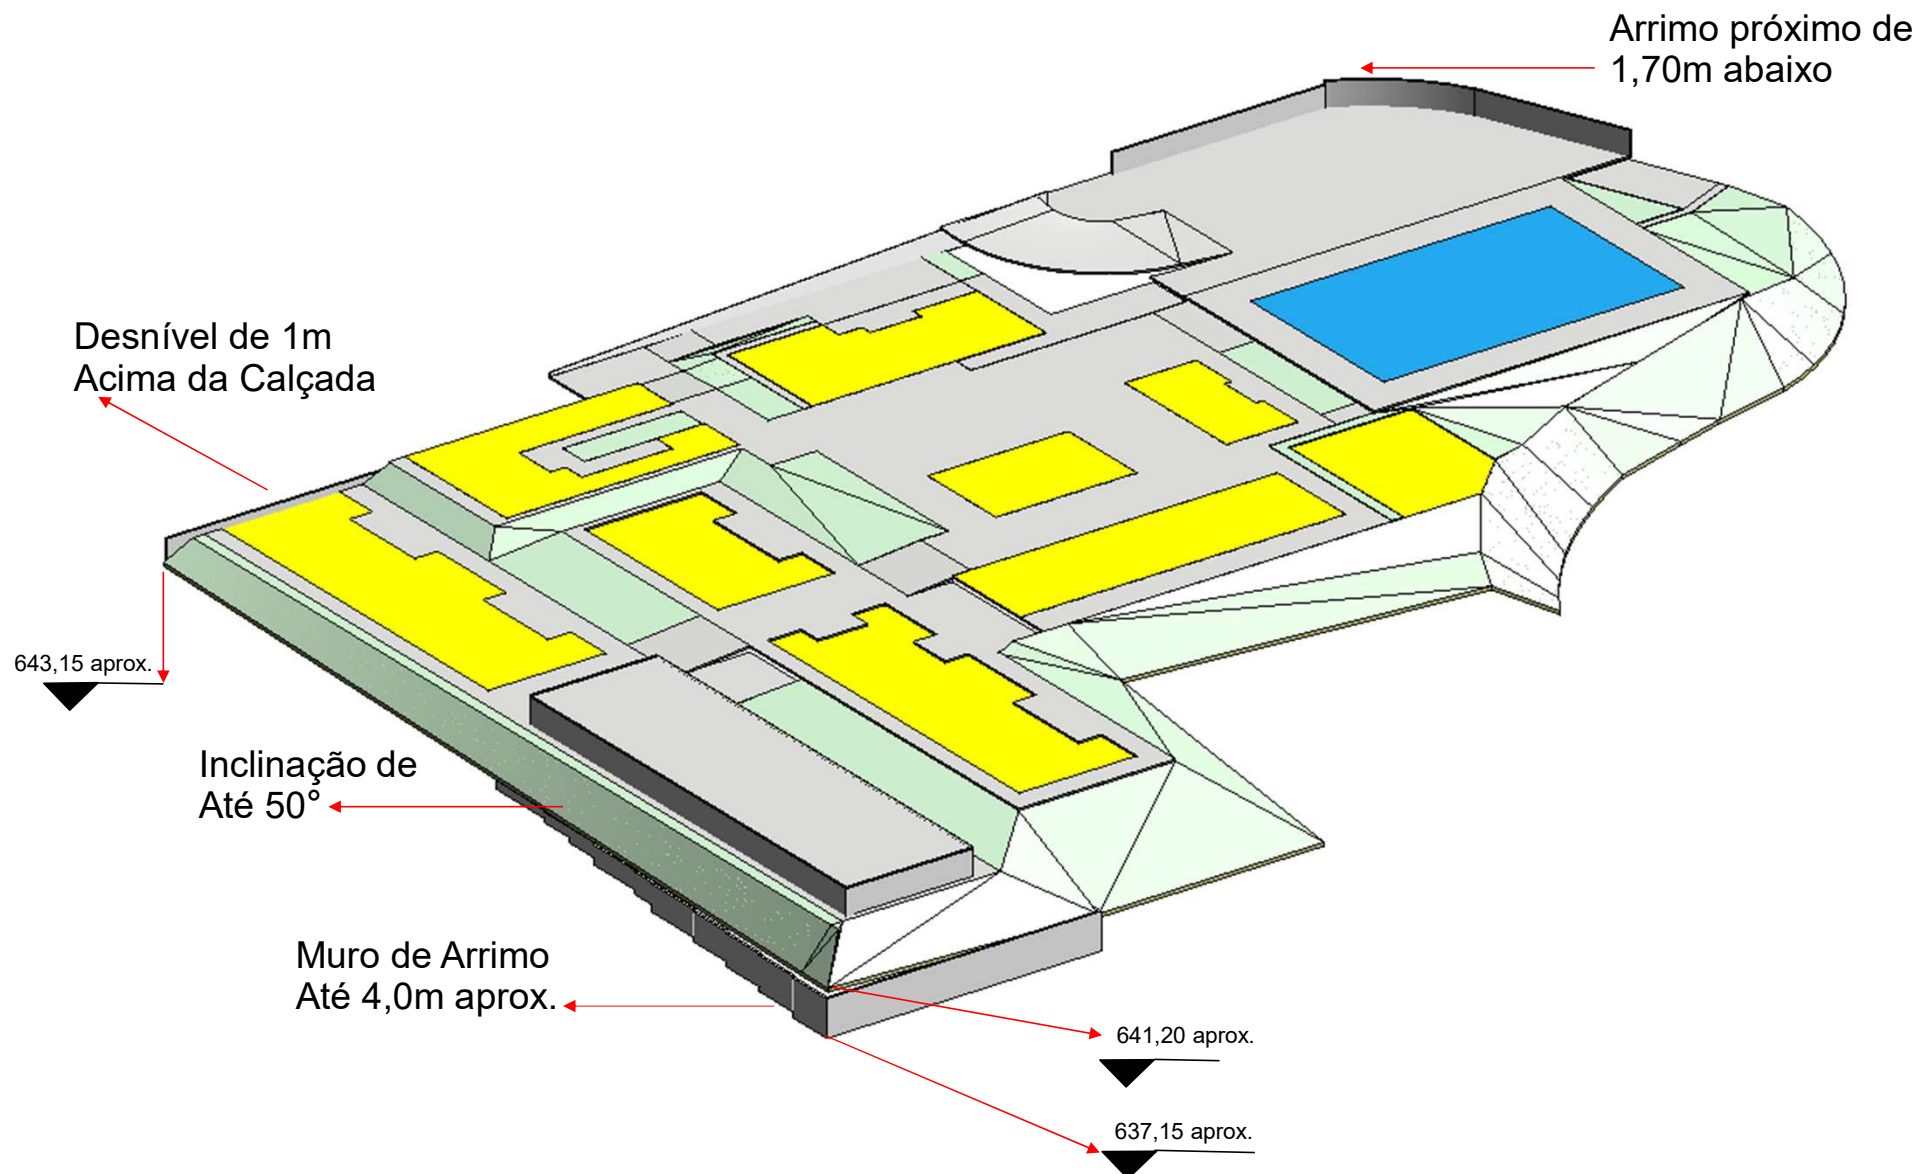 Arrimo próximo de
1,70m abaixo
Desnível de 1m
Acima da Calçada
643,15 aprox.
Inclinação de
Até 50°
Muro de Arrimo
Até 4,0m aprox.
641,20 aprox.
637,15 aprox.